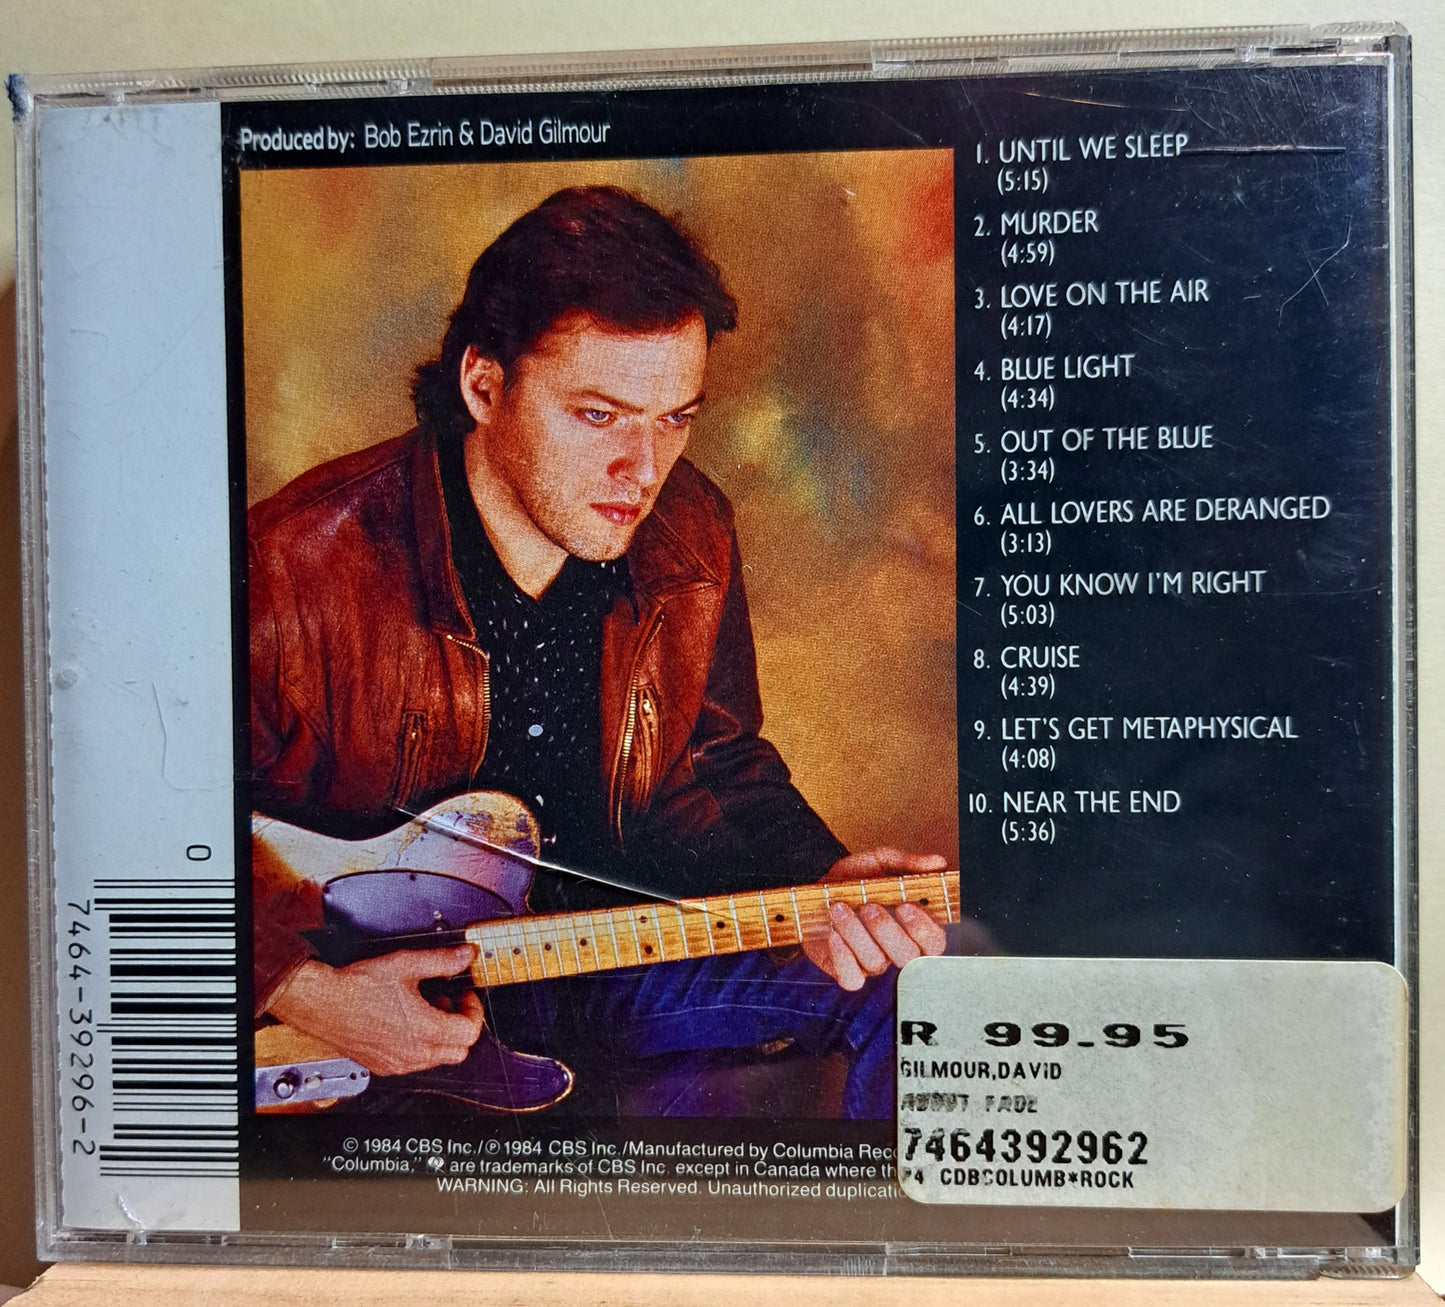 Produced by: Bob Ezrin & David Gilmour
1. UNTIL WE SLEEP
(5:15)
2. MURDER
(4:59)
3. LOVE ON THE AIR
(4:17)
4. BLUE LIGHT
(4:34)
5. OUT OF THE BLUE
(3:34)
6. ALL LOVERS ARE DERANGED
(3:13)
7. YOU KNOW I'M RIGHT
(5:03)
8. CRUISE
(4:39)
9. LET'S GET METAPHYSICAL
(4:08)
10. NEAR THE END
(5:36)
0
7464-39296-2
© 1984 CBS Inc./℗ 1984 CBS Inc./Manufactured by Columbia Rec
"Columbia," are trademarks of CBS Inc. except in Canada where th
WARNING: All Rights Reserved. Unauthorized duplicati
R 99.95
GILMOUR,DAVID
ABOUT FACE
7464392962
74 CDBCOLUMB*ROCK